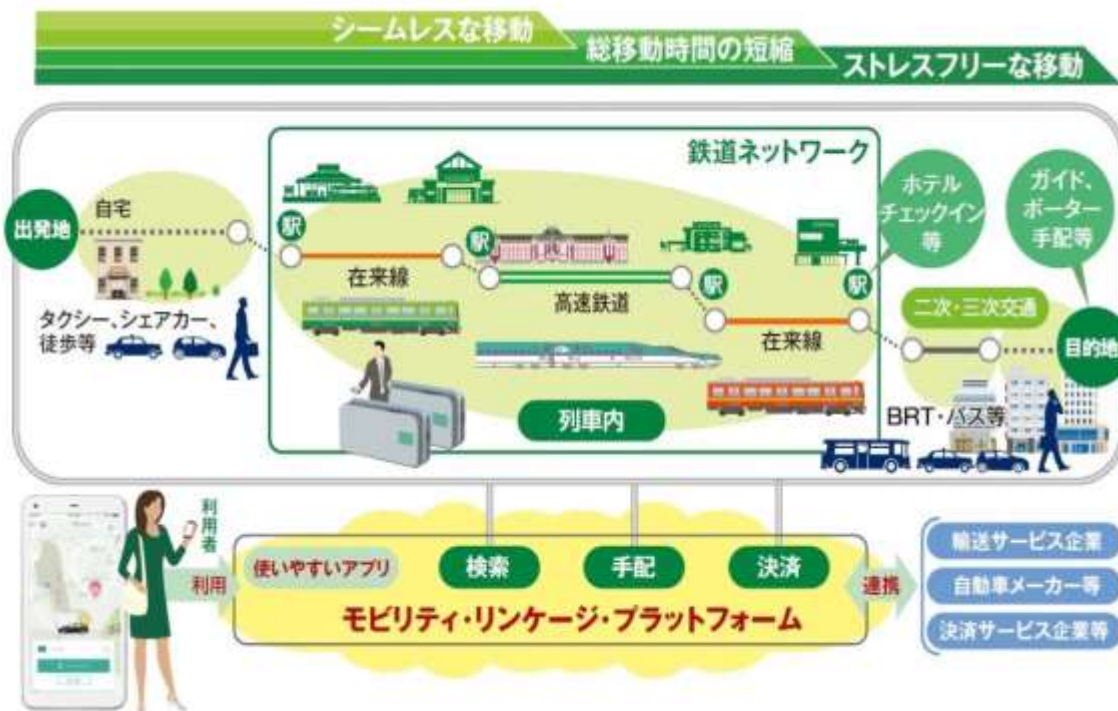 シームレスな移動
総移動時間の短縮
ストレスフリーな移動
鉄道ネットワーク
ホテル
チェックイン
等
ガイド、
ポーター
手配等
出発地
自宅
駅
駅
駅
駅
在来線
高速鉄道
在来線
タクシー、シェアカー、
徒歩等
二次・三次交通
目的地
列車内
BRT・バス等
利用者
利用
使いやすいアプリ
検索
手配
決済
連携
モビリティ・リンケージ・プラットフォーム
輸送サービス企業
自動車メーカー等
決済サービス企業等